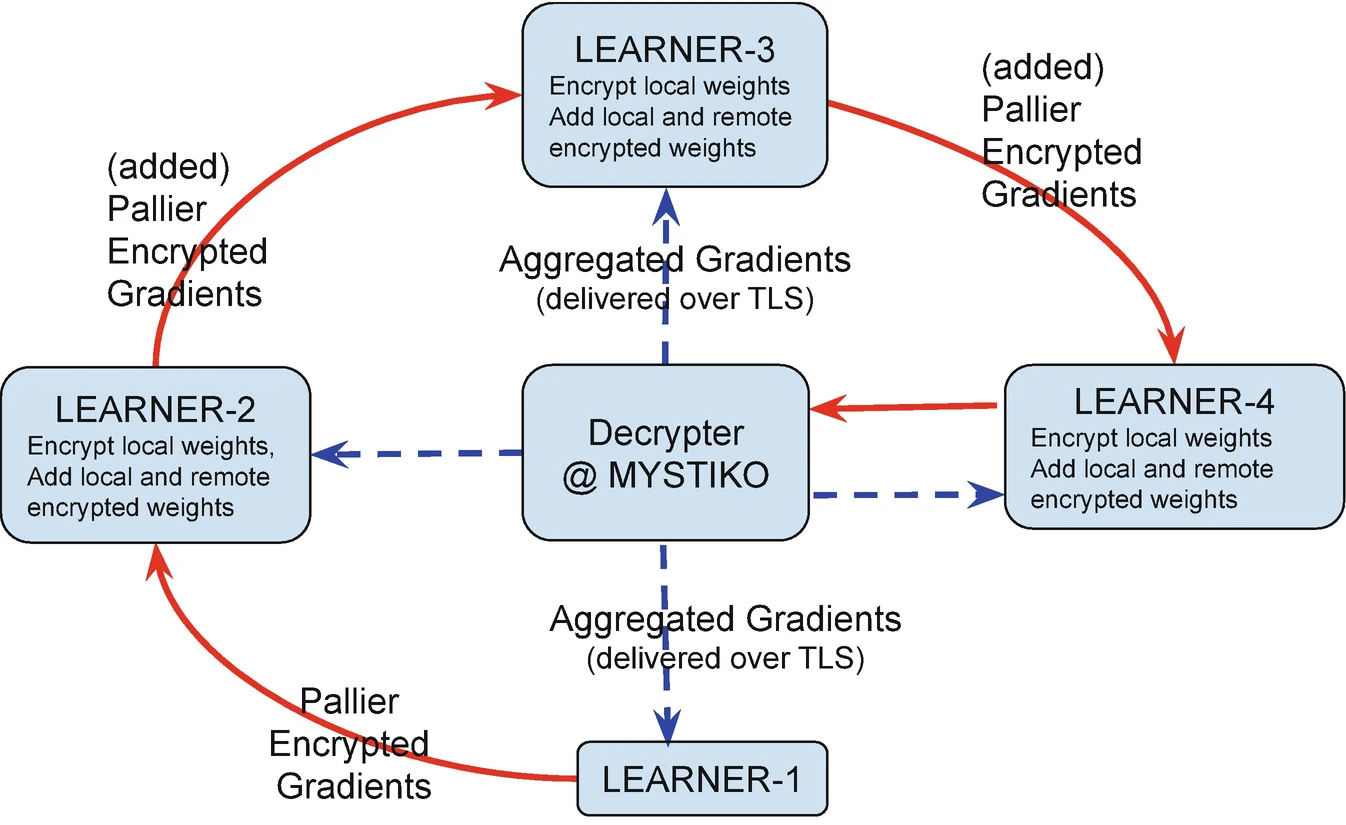 LEARNER-3
Encrypt local weights
Add local and remote
encrypted weights
(added)
Pallier
Encrypted
Gradients
(added)
Pallier
Encrypted
Gradients
Aggregated Gradients
(delivered over TLS)
LEARNER-2
Encrypt local weights,
Add local and remote
encrypted weights
Decrypter
@ MYSTIKO
LEARNER-4
Encrypt local weights
Add local and remote
encrypted weights
Aggregated Gradients
(delivered over TLS)
Pallier
Encrypted
Gradients
LEARNER-1